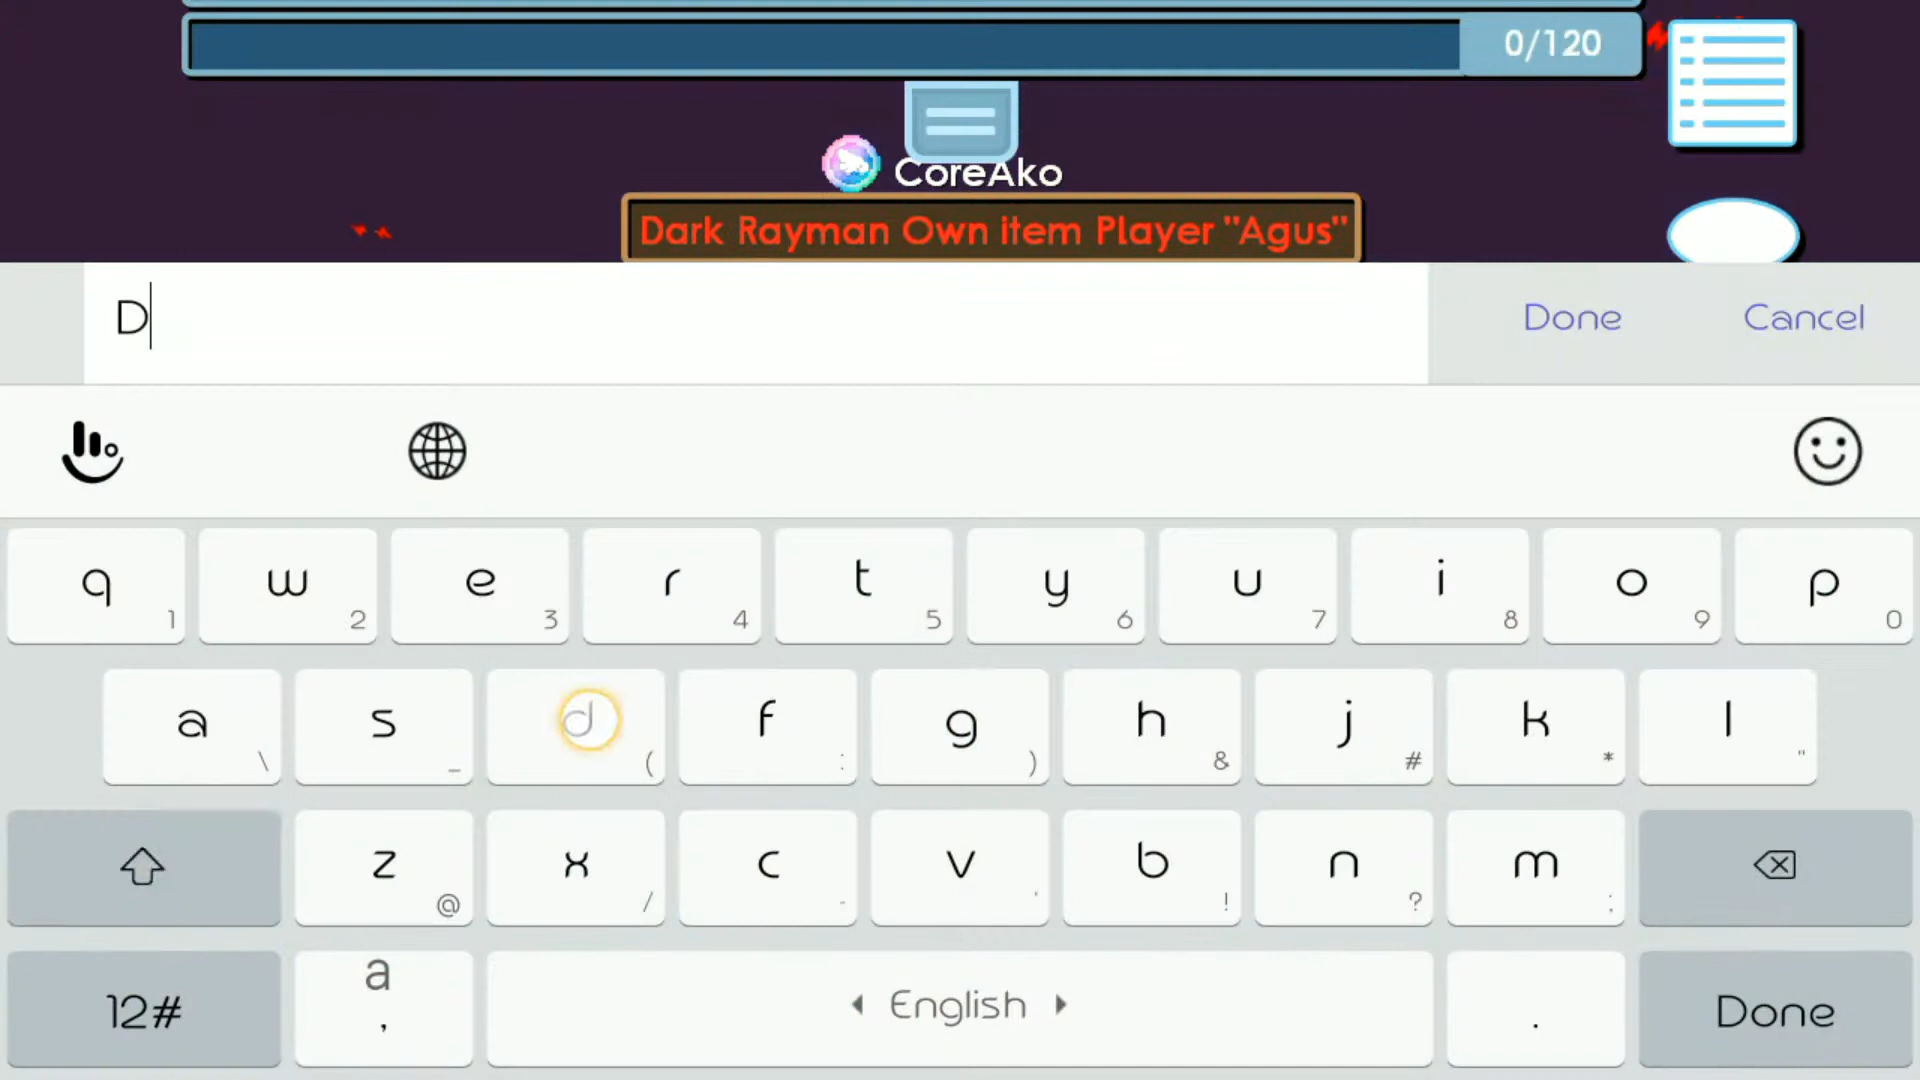 0/120
CoreAko
Dark Rayman Own item Player "Agus"
D
Done Cancel
q 1 w 2 e 3 r 4 t 5 y 6 u 7 i 8 o 9 p 0
a \ s _ d ( f : g ) h & j # k * l "
z @ x / c - v ' b ! n ? m ;
12# a , English . Done